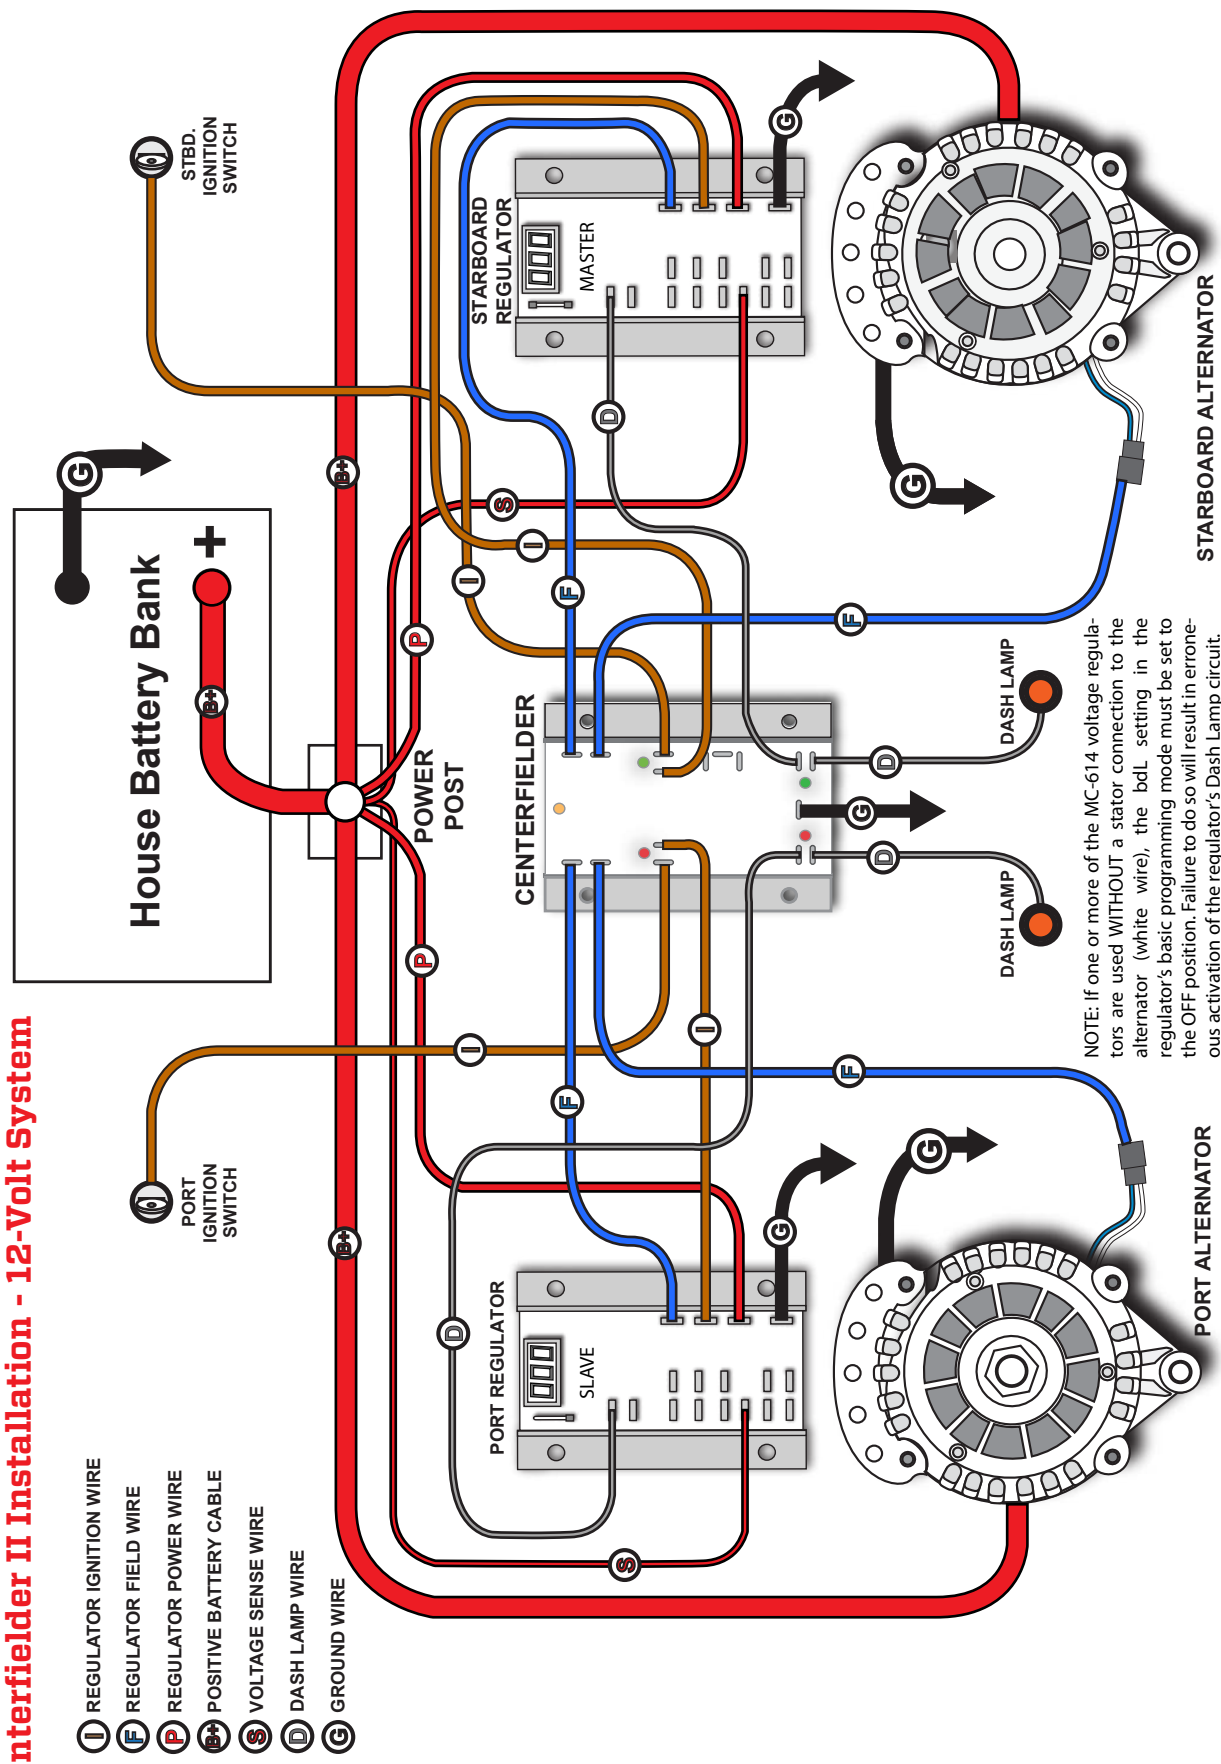 nterfielder II Installation - 12-Volt System
I REGULATOR IGNITION WIRE
F REGULATOR FIELD WIRE
P REGULATOR POWER WIRE
B+ POSITIVE BATTERY CABLE
S VOLTAGE SENSE WIRE
D DASH LAMP WIRE
G GROUND WIRE
PORT
IGNITION
SWITCH
House Battery Bank
+
B+
G
STBD.
IGNITION
SWITCH
B+
B+
POWER
POST
P
P
I
I
I
I
S
S
F
F
F
F
D
D
D
D
G
G
G
G
G
PORT REGULATOR
SLAVE
000
CENTERFIELDER
STARBOARD
REGULATOR
MASTER
000
DASH LAMP
DASH LAMP
PORT ALTERNATOR
STARBOARD ALTERNATOR
NOTE: If one or more of the MC-614 voltage regula-
tors are used WITHOUT a stator connection to the
alternator (white wire), the bdL setting in the
regulator's basic programming mode must be set to
the OFF position. Failure to do so will result in errone-
ous activation of the regulator's Dash Lamp circuit.